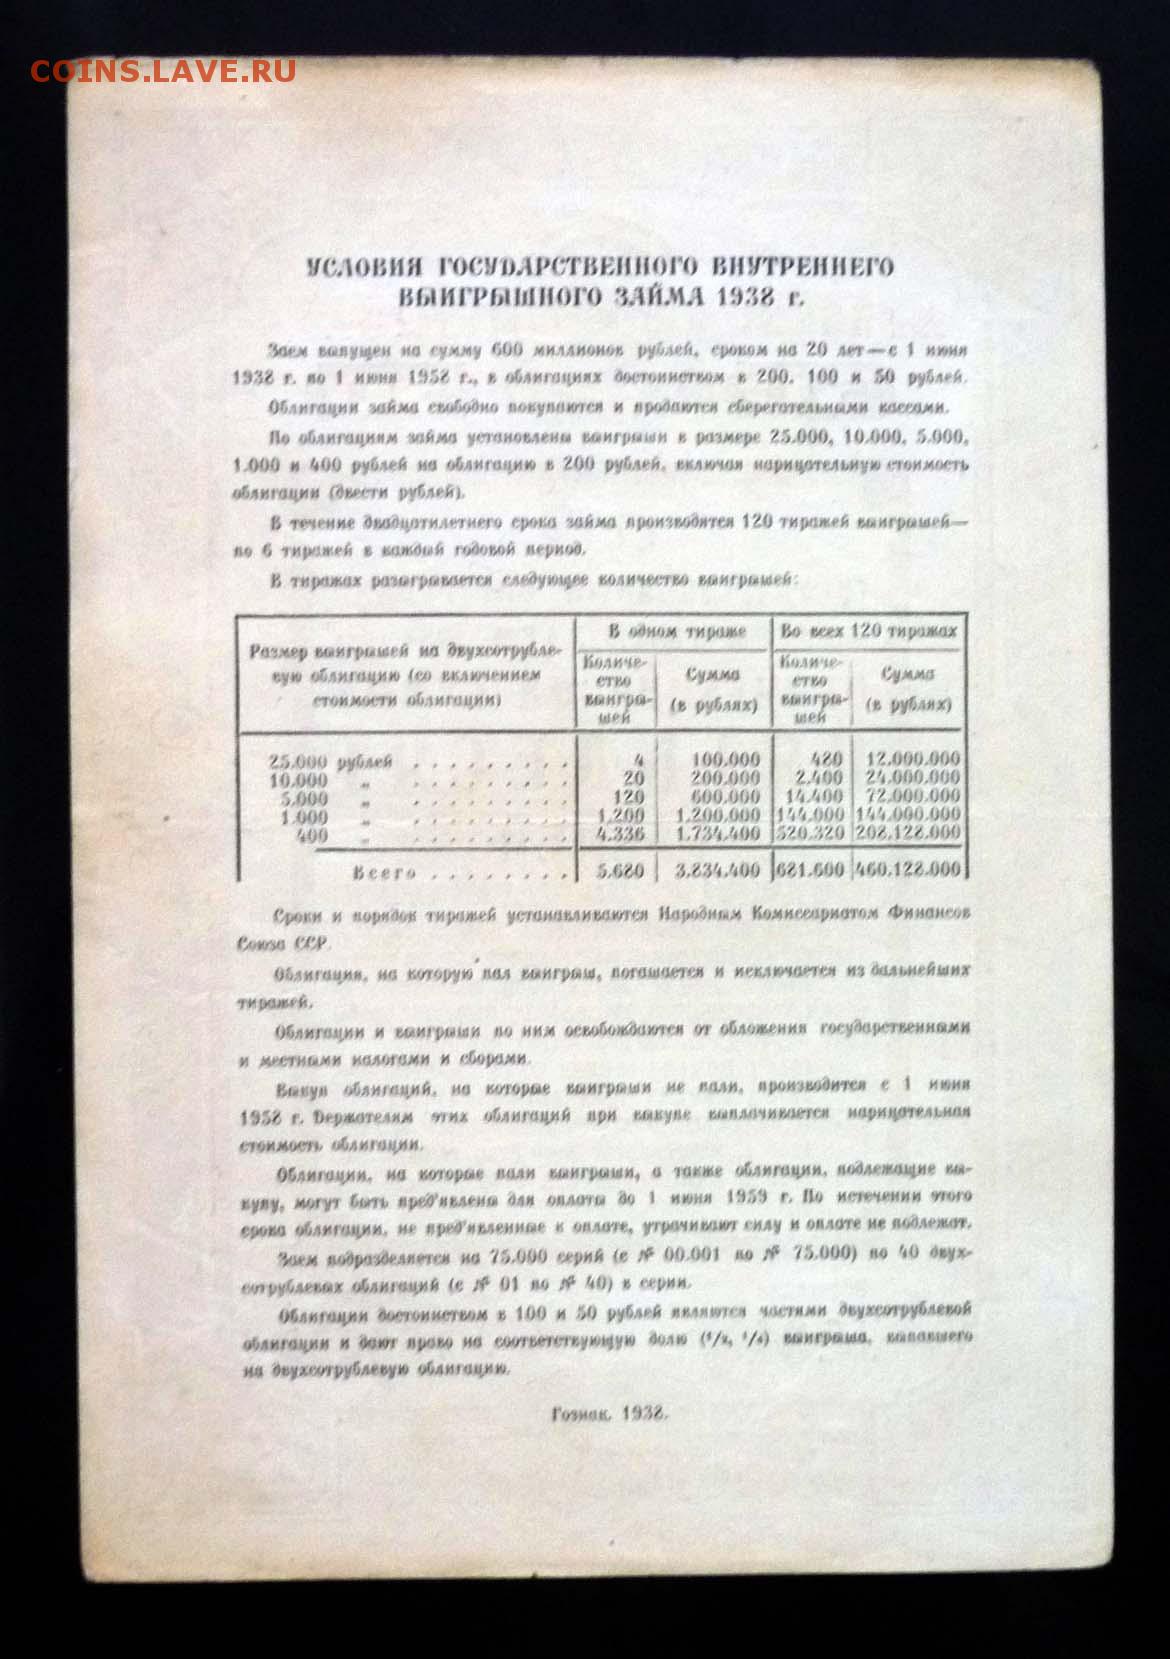 COINS.LAVE.RU
УСЛОВИЯ ГОСУДАРСТВЕННОГО ВНУТРЕННЕГО
ВЫИГРЫШНОГО ЗАЙМА 1938 г.
Заем выпущен на сумму 600 миллионов рублей, сроком на 20 лет—с 1 июня
1938 г. по 1 июня 1958 г., в облигациях достоинством в 200, 100 и 50 рублей.
Облигации займа свободно покупаются и продаются сберегательными кассами.
По облигациям займа установлены выигрыши в размере 25.000, 10.000, 5.000,
1.000 и 400 рублей на облигацию в 200 рублей, включая нарицательную стоимость
облигации (двести рублей).
В течение двадцатилетнего срока займа производятся 120 тиражей выигрышей—
по 6 тиражей в каждый годовой период.
В тиражах разыгрывается следующее количество выигрышей:
Размер выигрышей на двухсотрубле-
вую облигацию (со включением
стоимости облигации)
В одном тираже
Во всех 120 тиражах
Количе-
ство
выигры-
шей
Сумма
(в рублях)
Количе-
ство
выигры-
шей
Сумма
(в рублях)
25.000 рублей . . . . . . . . . 4 100.000 480 12.000.000
10.000 „ . . . . . . . . . 20 200.000 2.400 24.000.000
5.000 „ . . . . . . . . . 120 600.000 14.400 72.000.000
1.000 „ . . . . . . . . . 1.200 1.200.000 144.000 144.000.000
400 „ . . . . . . . . . 4.336 1.734.400 520.320 208.128.000
Всего . . . . . . . . 5.680 3.834.400 681.600 460.128.000
Сроки и порядок тиражей устанавливаются Народным Комиссариатом Финансов
Союза ССР.
Облигация, на которую пал выигрыш, погашается и исключается из дальнейших
тиражей.
Облигации и выигрыши по ним освобождаются от обложения государственными
и местными налогами и сборами.
Выкуп облигаций, на которые выигрыши не пали, производится с 1 июня
1958 г. Держателям этих облигаций при выкупе выплачивается нарицательная
стоимость облигации.
Облигации, на которые пали выигрыши, а также облигации, подлежащие вы-
купу, могут быть пред'явлены для оплаты до 1 июня 1959 г. По истечении этого
срока облигации, не пред'явленные к оплате, утрачивают силу и оплате не подлежат.
Заем подразделяется на 75.000 серий (с № 00.001 по № 75.000) по 40 двух-
сотрублевых облигаций (с № 01 по № 40) в серии.
Облигации достоинством в 100 и 50 рублей являются частями двухсотрублевой
облигации и дают право на соответствующую долю (¹/₂, ¹/₄) выигрыша, выпавшего
на двухсотрублевую облигацию.
Гознак. 1938.